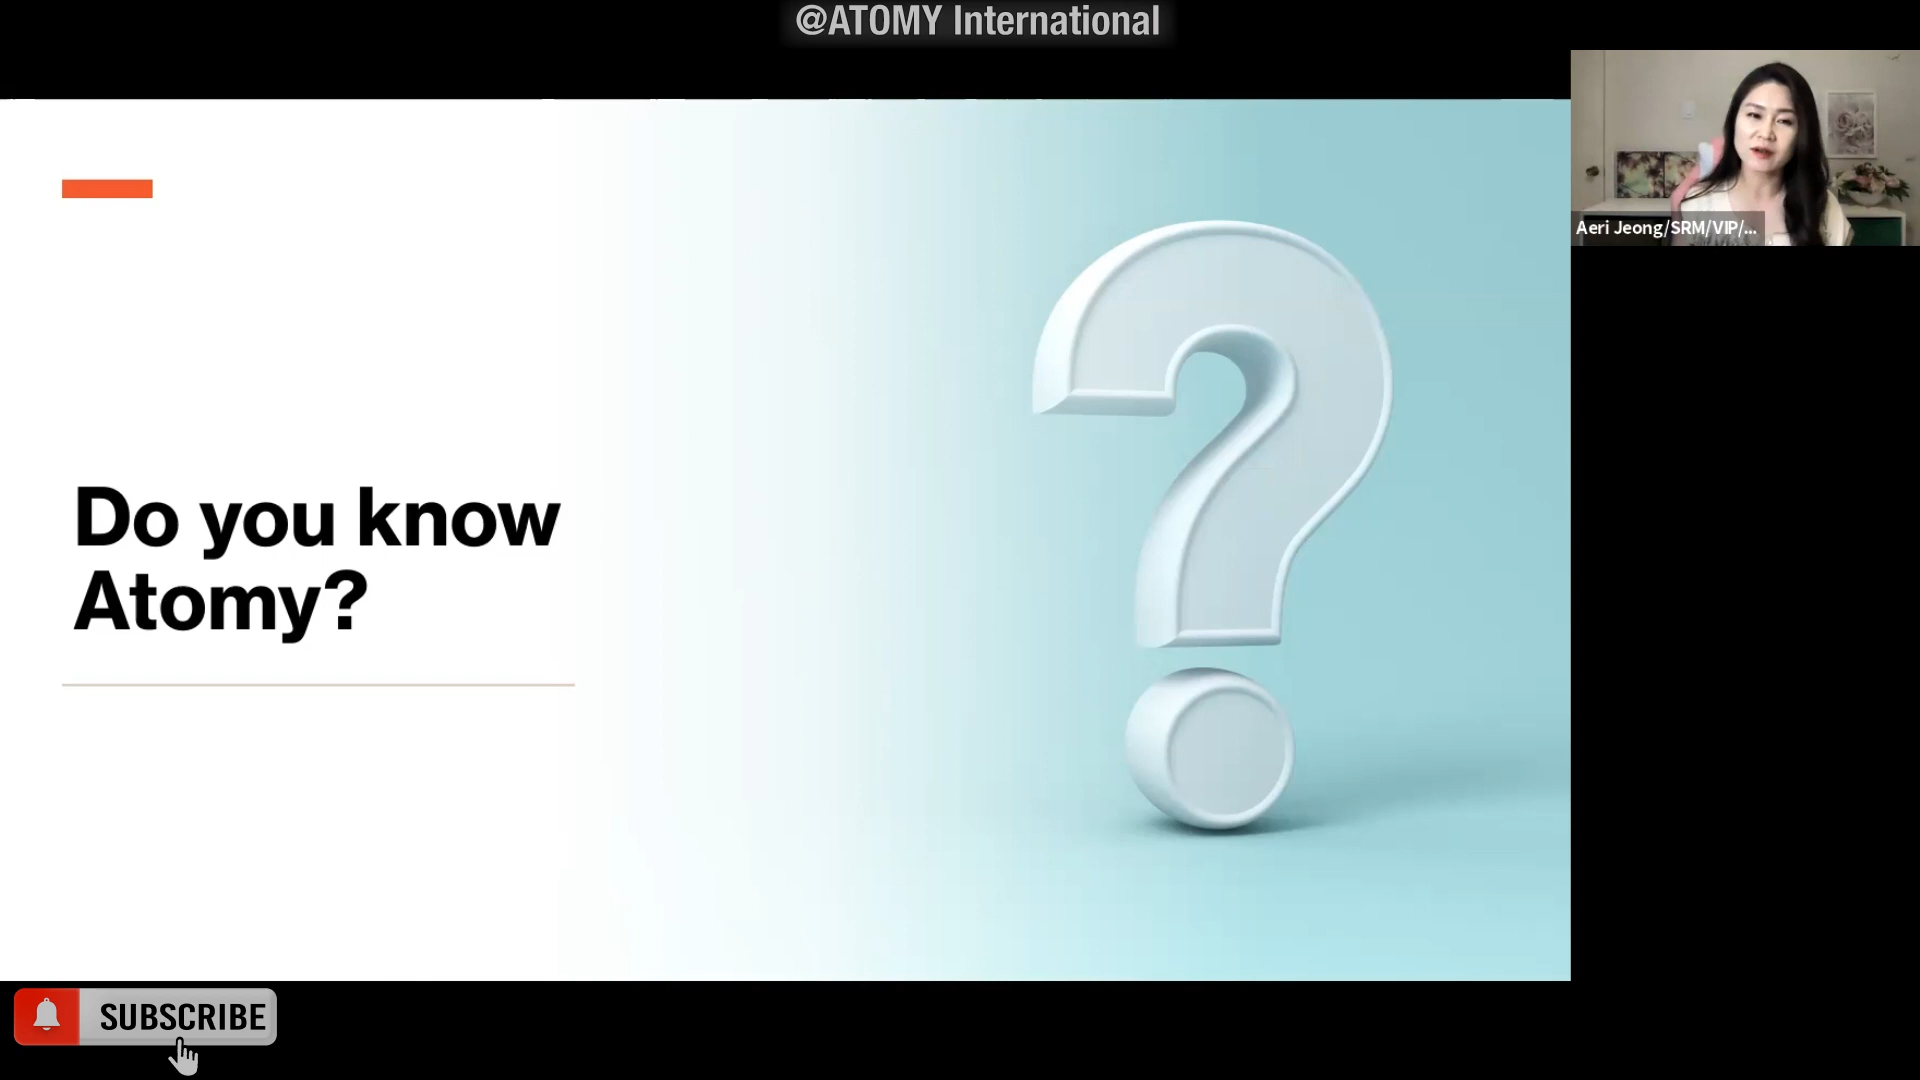 @ATOMY International
Aeri Jeong/SRM/VIP/...
Do you know
Atomy?
SUBSCRIBE